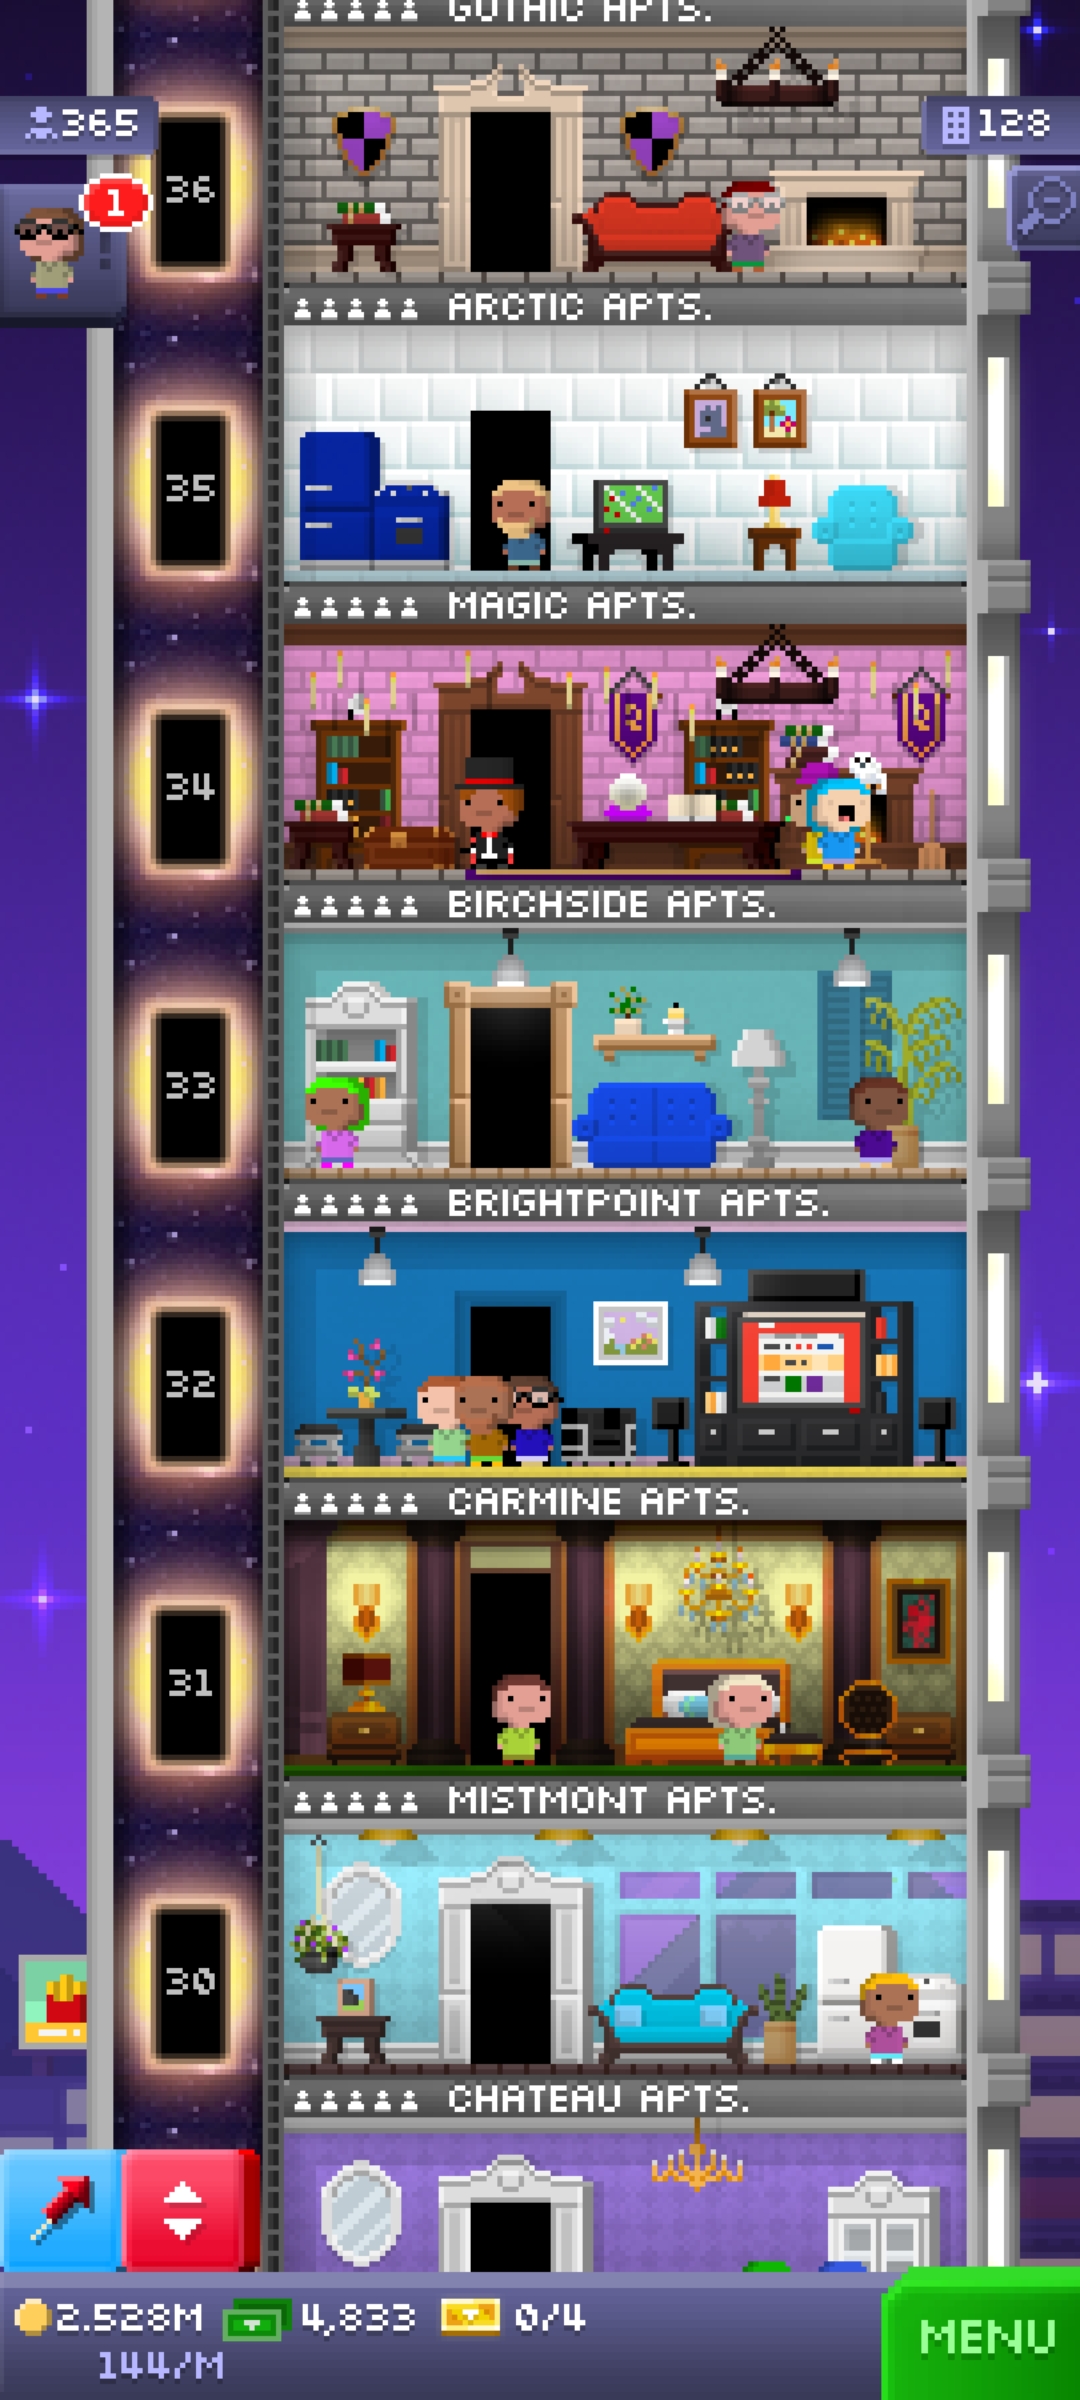 GOTHIC APTS.
365
128
1
36
ARCTIC APTS.
35
MAGIC APTS.
34
BIRCHSIDE APTS.
33
BRIGHTPOINT APTS.
32
CARMINE APTS.
31
MISTMONT APTS.
30
CHATEAU APTS.
2.528M 4,833 0/4
144/M
MENU